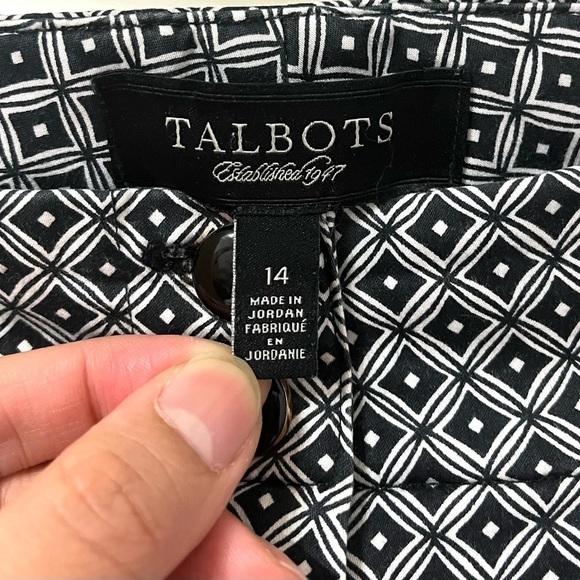 TALBOTS
Established 1947
14
MADE IN
JORDAN
FABRIQUÉ
EN
JORDANIE